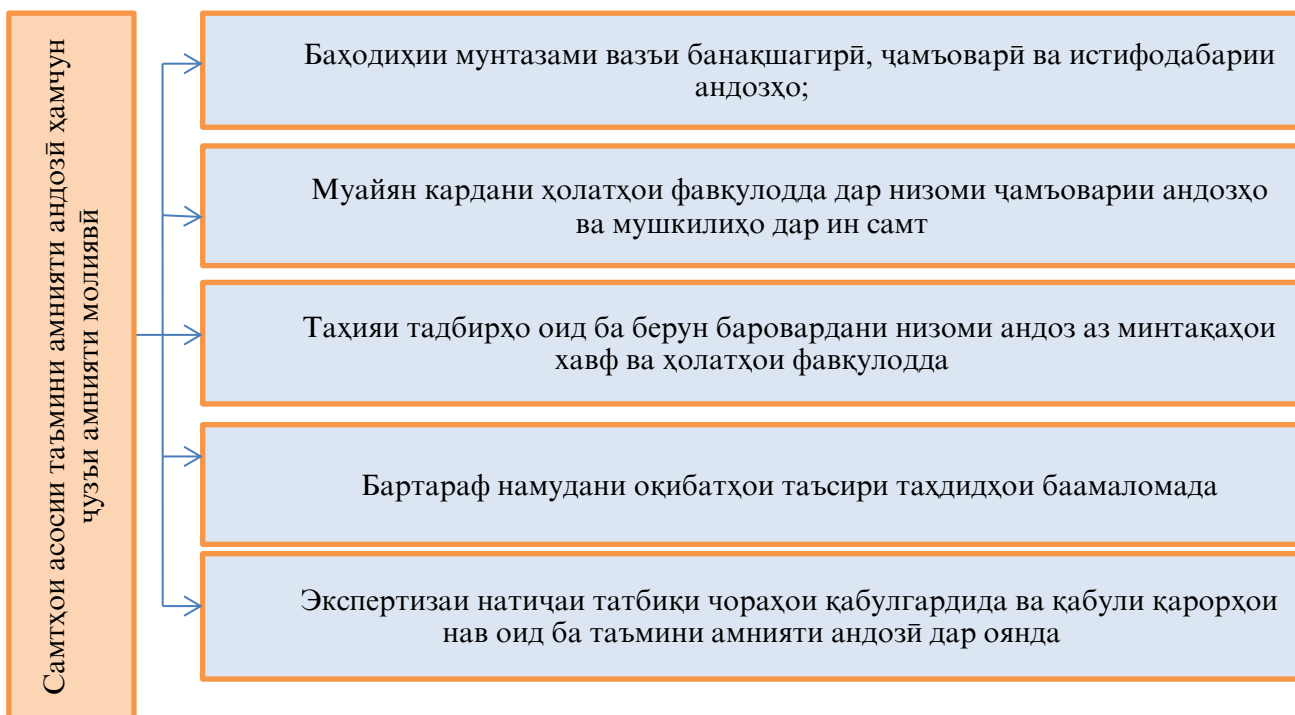 Самтҳои асосии таъмини амнияти андозӣ ҳамчун
ҷузъи амнияти молиявӣ
Баҳодиҳии мунтазами вазъи банақшагирӣ, ҷамъоварӣ ва истифодабарии
андозҳо;
Муайян кардани ҳолатҳои фавқулодда дар низоми ҷамъоварии андозҳо
ва мушкилиҳо дар ин самт
Таҳияи тадбирҳо оид ба берун баровардани низоми андоз аз минтақаҳои
хавф ва ҳолатҳои фавқулодда
Бартараф намудани оқибатҳои таъсири таҳдидҳои баамаломада
Экспертизаи натиҷаи татбиқи чораҳои қабулгардида ва қабули қарорҳои
нав оид ба таъмини амнияти андозӣ дар оянда